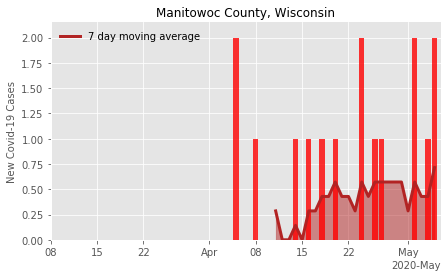 Manitowoc County, Wisconsin
7 day moving average
New Covid-19 Cases
2.00
1.75
1.50
1.25
1.00
0.75
0.50
0.25
0.00
08 15 22 Apr 08 15 22 May
2020-May